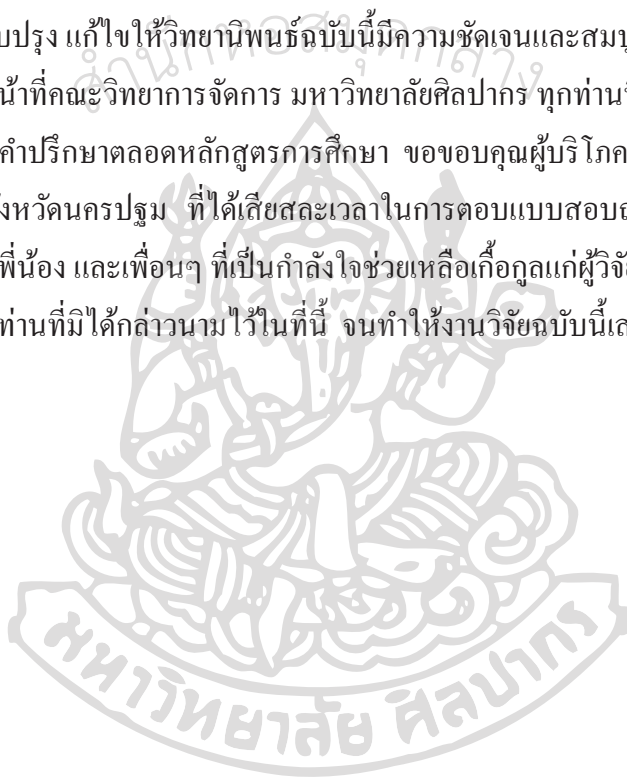 บปรุง แก้ไขให้วิทยานิพนธ์ฉบับนี้มีความชัดเจนและสมบู
สำนักหอสมุดกลาง
น้าที่คณะวิทยาการจัดการ มหาวิทยาลัยศิลปากร ทุกท่าน
คำปรึกษาตลอดหลักสูตรการศึกษา ขอขอบคุณผู้บริโภค
ังหวัดนครปฐม ที่ได้เสียสละเวลาในการตอบแบบสอบถ
พี่น้อง และเพื่อนๆ ที่เป็นกำลังใจช่วยเหลือเกื้อกูลแก่ผู้วิจั
ท่านที่มิได้กล่าวนามไว้ในที่นี้ จนทำให้งานวิจัยฉบับนี้เส
มหาวิทยาลัย ศิลปากร